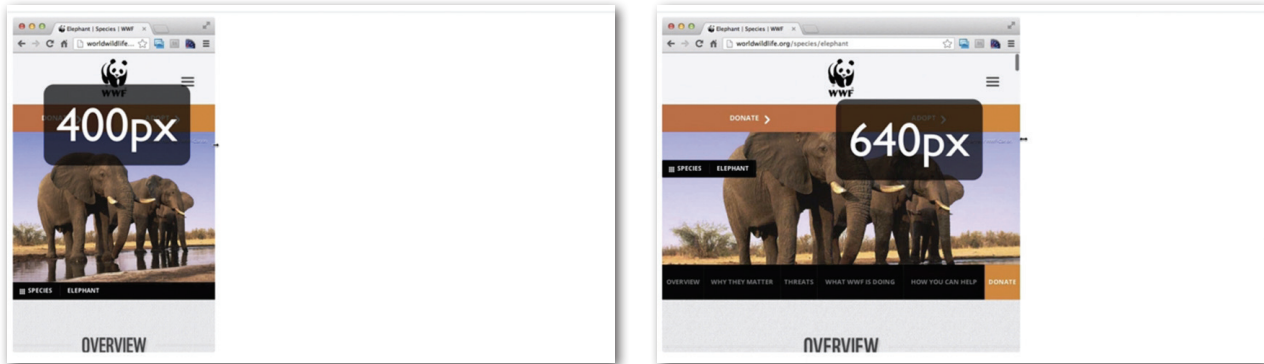 Elephant | Species | WWF
worldwildlife...
WWF
400px
SPECIES ELEPHANT
OVERVIEW
Elephant | Species | WWF
worldwildlife.org/species/elephant
WWF
DONATE ADOPT
640px
SPECIES ELEPHANT
OVERVIEW WHY THEY MATTER THREATS WHAT WWF IS DOING HOW YOU CAN HELP DONATE
OVERVIEW